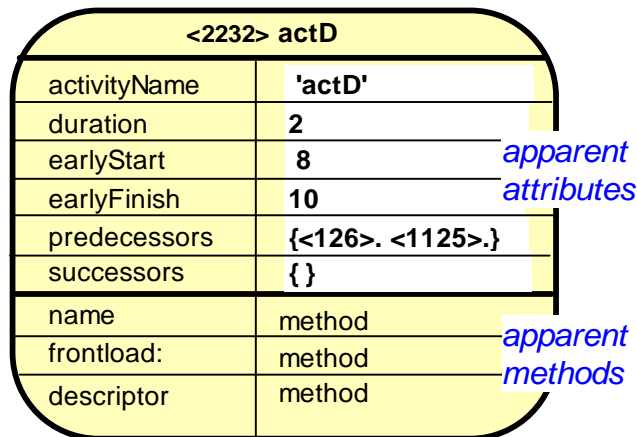 <2232> actD
activityName 'actD'
duration 2
earlyStart 8
earlyFinish 10
predecessors {<126>. <1125>.}
successors { }
apparent
attributes
name method
frontload: method
descriptor method
apparent
methods